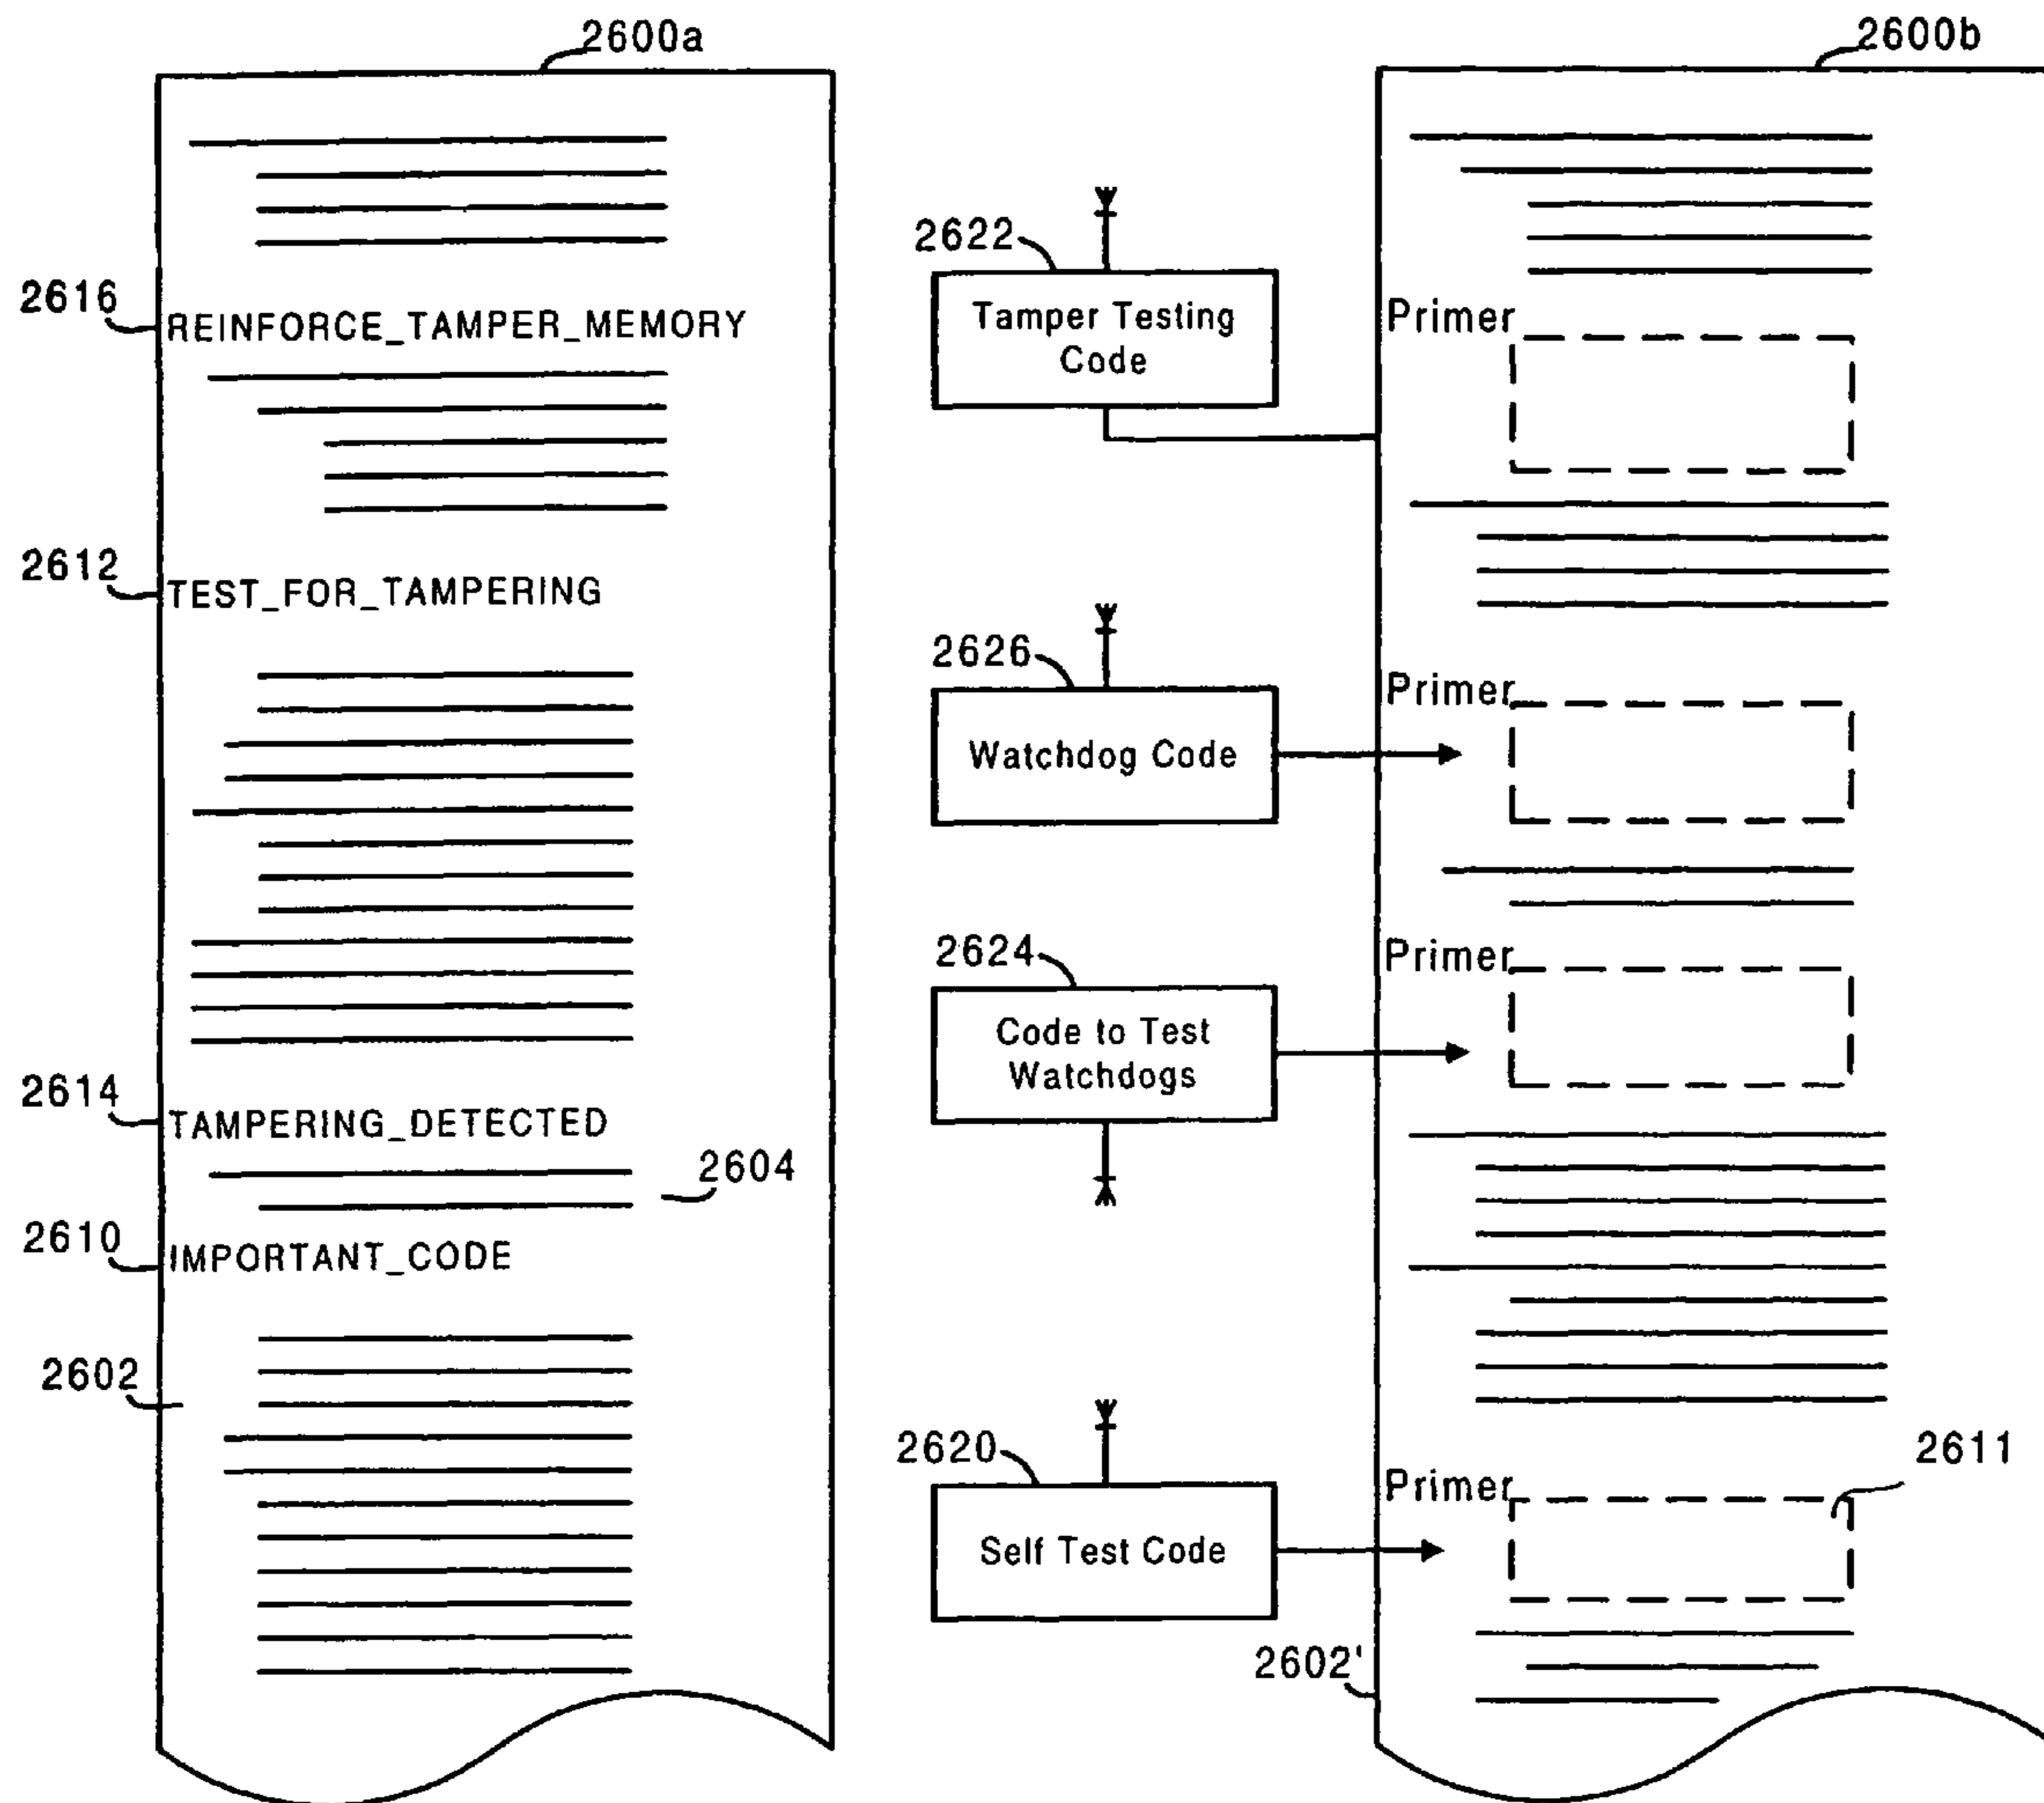 2600a
2616
REINFORCE_TAMPER_MEMORY
2612
TEST_FOR_TAMPERING
2614
TAMPERING_DETECTED
2604
2610
IMPORTANT_CODE
2602
2622
Tamper Testing
Code
2626
Watchdog Code
2624
Code to Test
Watchdogs
2620
Self Test Code
2600b
Primer
Primer
Primer
Primer
2611
2602'